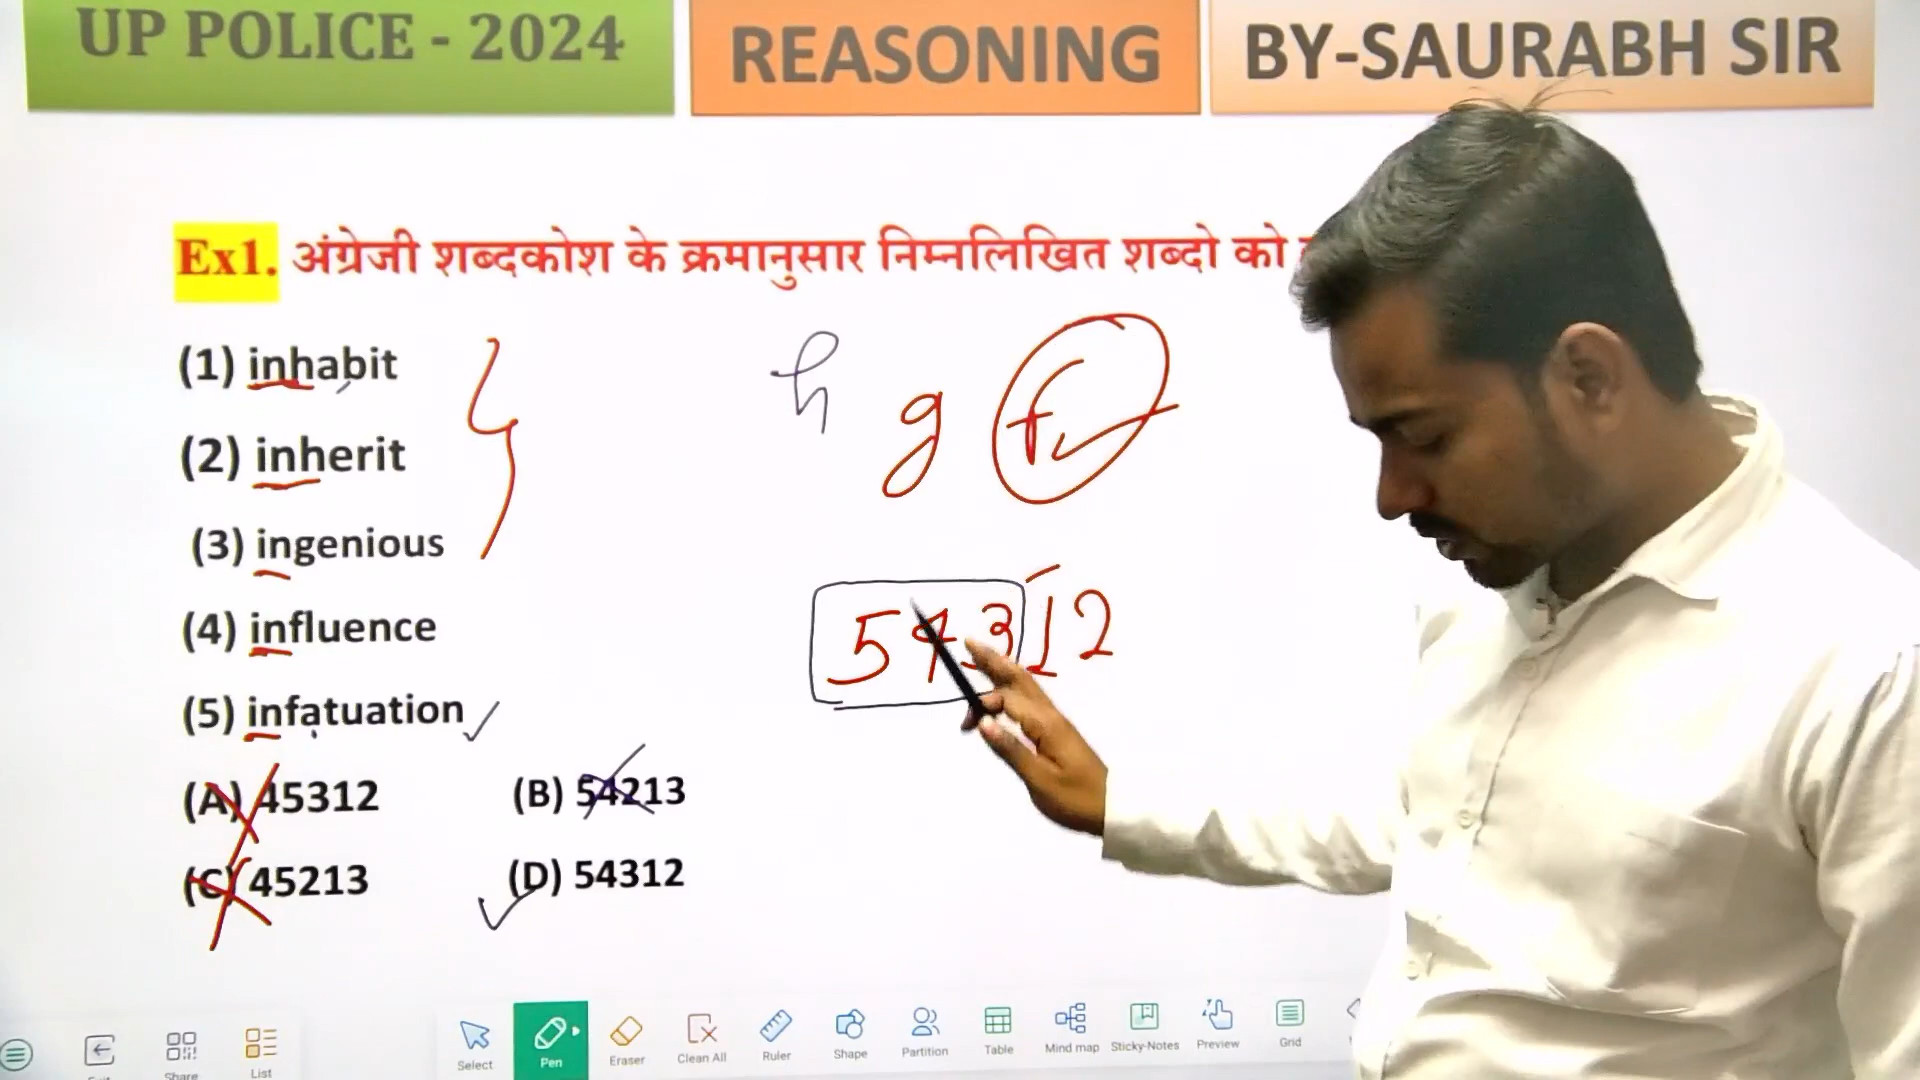 UP POLICE - 2024 REASONING BY-SAURABH SIR
Ex1. अंग्रेजी शब्दकोश के क्रमानुसार निम्नलिखित शब्दो को
(1) inhabit
(2) inherit
(3) ingenious
(4) influence
(5) infatuation
(A) 45312 (B) 54213
(C) 45213 (D) 54312
h g f
54312
Share List Select Pen Eraser Clean All Ruler Shape Partition Table Mind map Sticky-Notes Preview Grid